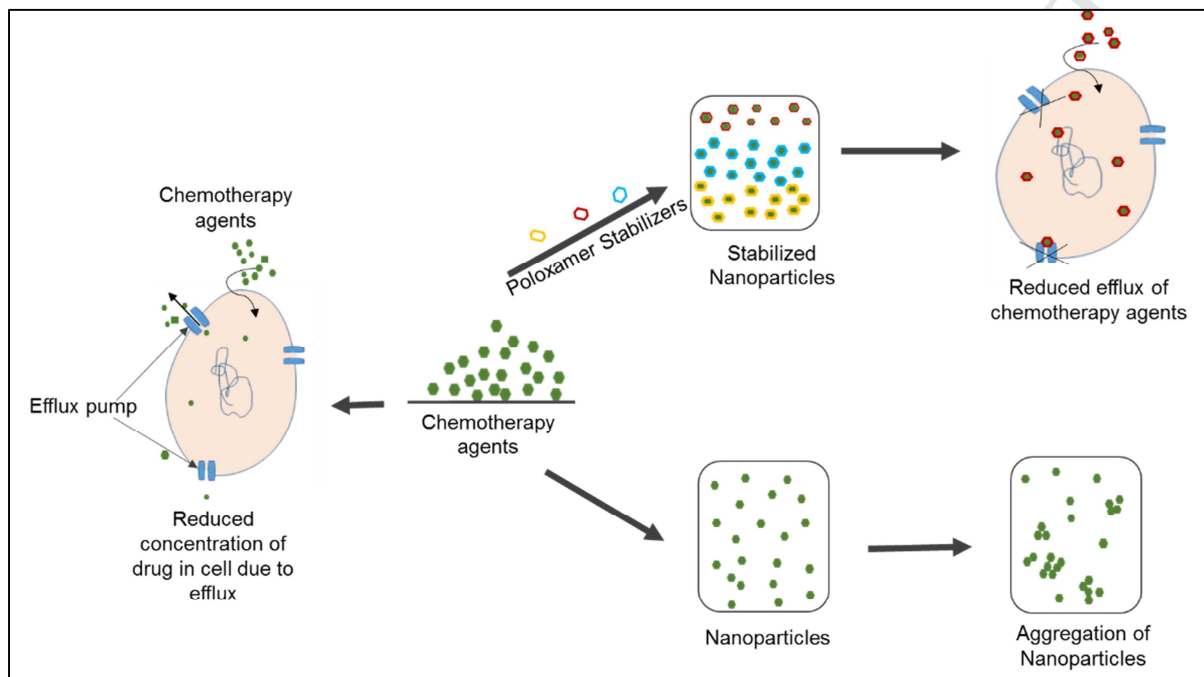 Chemotherapy
agents
Efflux pump
Reduced
concentration of
drug in cell due to
efflux
Chemotherapy
agents
Poloxamer Stabilizers
Stabilized
Nanoparticles
Reduced efflux of
chemotherapy agents
Nanoparticles
Aggregation of
Nanoparticles